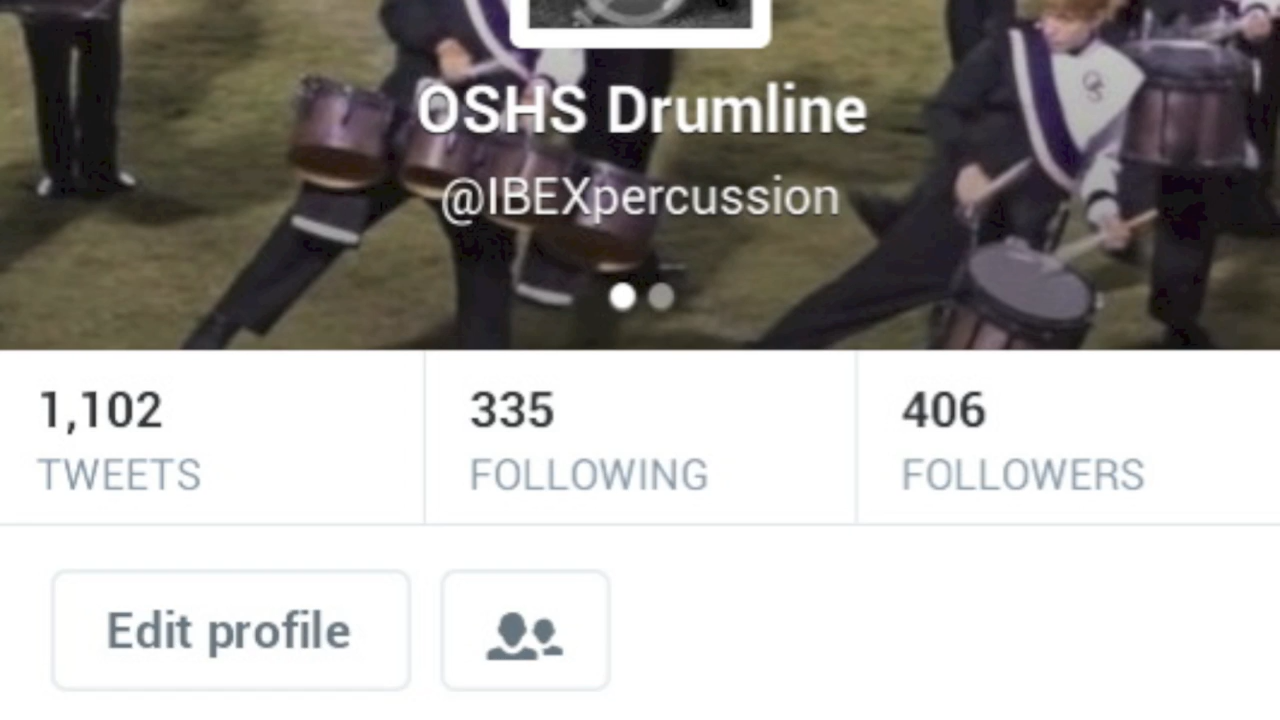 OSHS Drumline
@IBEXpercussion
1,102 335 406
TWEETS FOLLOWING FOLLOWERS
Edit profile